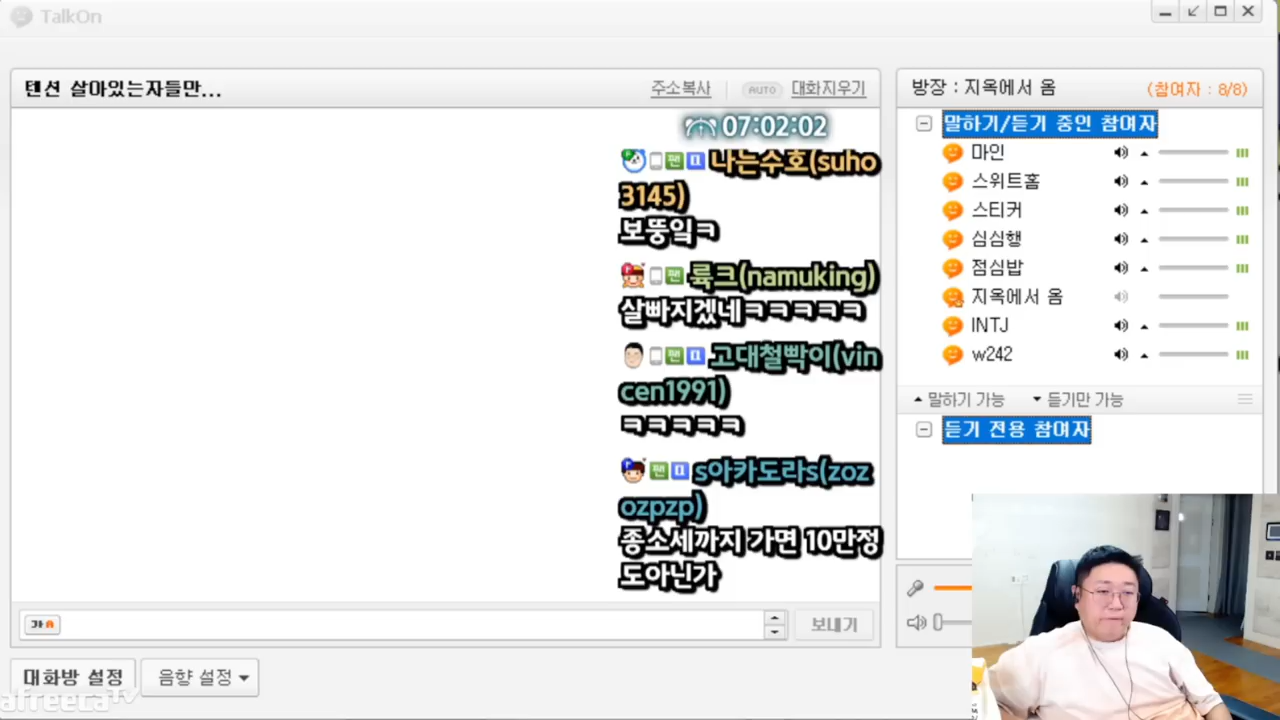 TalkOn
텐션 살아있는자들만...
주소복사
AUTO
대화지우기
07:02:02
팬 나는수호(suho
3145)
보뚱일ㅋ
팬 륙크(namuking)
살빠지겠네ㅋㅋㅋㅋㅋ
팬 고대철빡이(vin
cen1991)
ㅋㅋㅋㅋㅋ
팬 s아카도라s(zoz
ozpzp)
종소세까지 가면 10만정
도아닌가
가
보내기
대화방 설정
음향 설정
afreecaTV
방장 : 지옥에서 옴
(참여자 : 8/8)
말하기/듣기 중인 참여자
마인
스위트홈
스티커
심심행
점심밥
지옥에서 옴
INTJ
w242
말하기 가능
듣기만 가능
듣기 전용 참여자